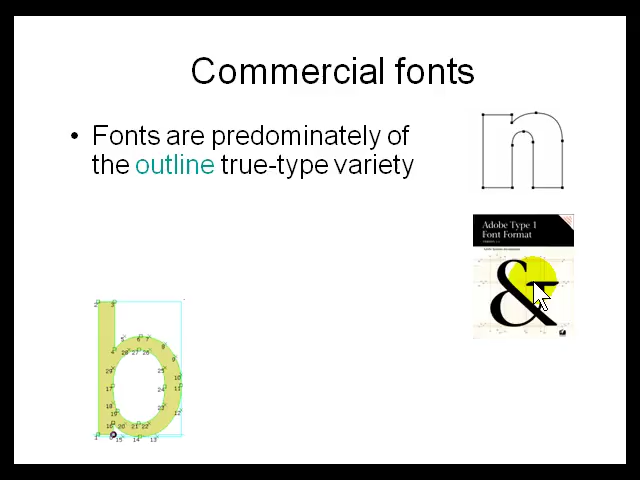 Commercial fonts
• Fonts are predominately of
the outline true-type variety
n
Adobe Type 1
Font Format
&
b